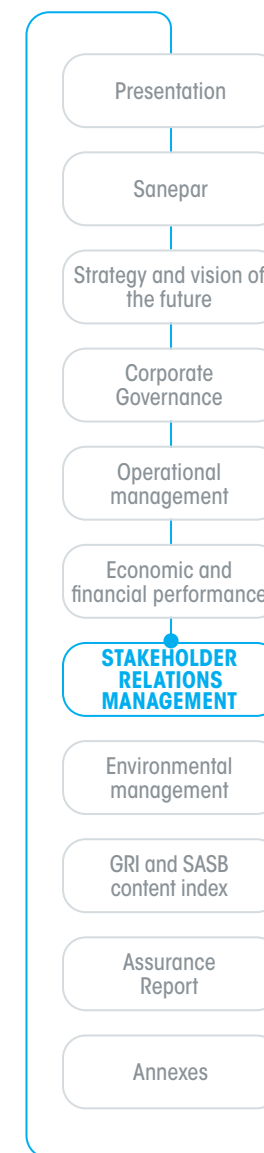 Presentation
Sanepar
Strategy and vision of
the future
Corporate
Governance
Operational
management
Economic and
financial performance
STAKEHOLDER
RELATIONS
MANAGEMENT
Environmental
management
GRI and SASB
content index
Assurance
Report
Annexes